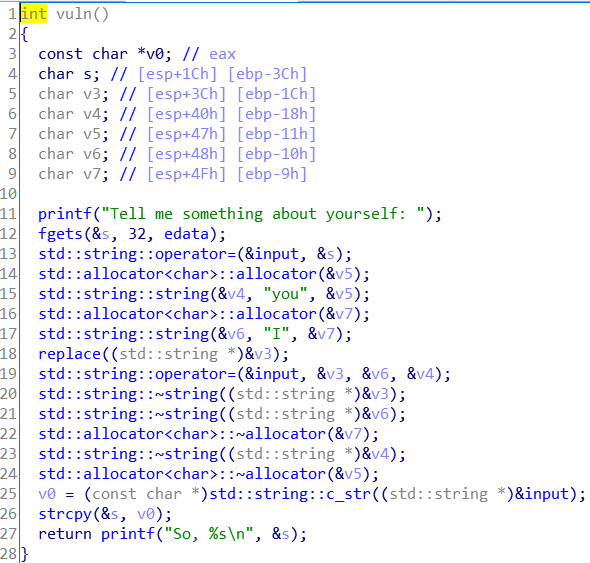 1 int vuln()
2 {
3 const char *v0; // eax
4 char s; // [esp+1Ch] [ebp-3Ch]
5 char v3; // [esp+3Ch] [ebp-1Ch]
6 char v4; // [esp+40h] [ebp-18h]
7 char v5; // [esp+47h] [ebp-11h]
8 char v6; // [esp+48h] [ebp-10h]
9 char v7; // [esp+4Fh] [ebp-9h]
10
11 printf("Tell me something about yourself: ");
12 fgets(&s, 32, edata);
13 std::string::operator=(&input, &s);
14 std::allocator<char>::allocator(&v5);
15 std::string::string(&v4, "you", &v5);
16 std::allocator<char>::allocator(&v7);
17 std::string::string(&v6, "I", &v7);
18 replace((std::string *)&v3);
19 std::string::operator=(&input, &v3, &v6, &v4);
20 std::string::~string((std::string *)&v3);
21 std::string::~string((std::string *)&v6);
22 std::allocator<char>::~allocator(&v7);
23 std::string::~string((std::string *)&v4);
24 std::allocator<char>::~allocator(&v5);
25 v0 = (const char *)std::string::c_str((std::string *)&input);
26 strcpy(&s, v0);
27 return printf("So, %s\n", &s);
28 }